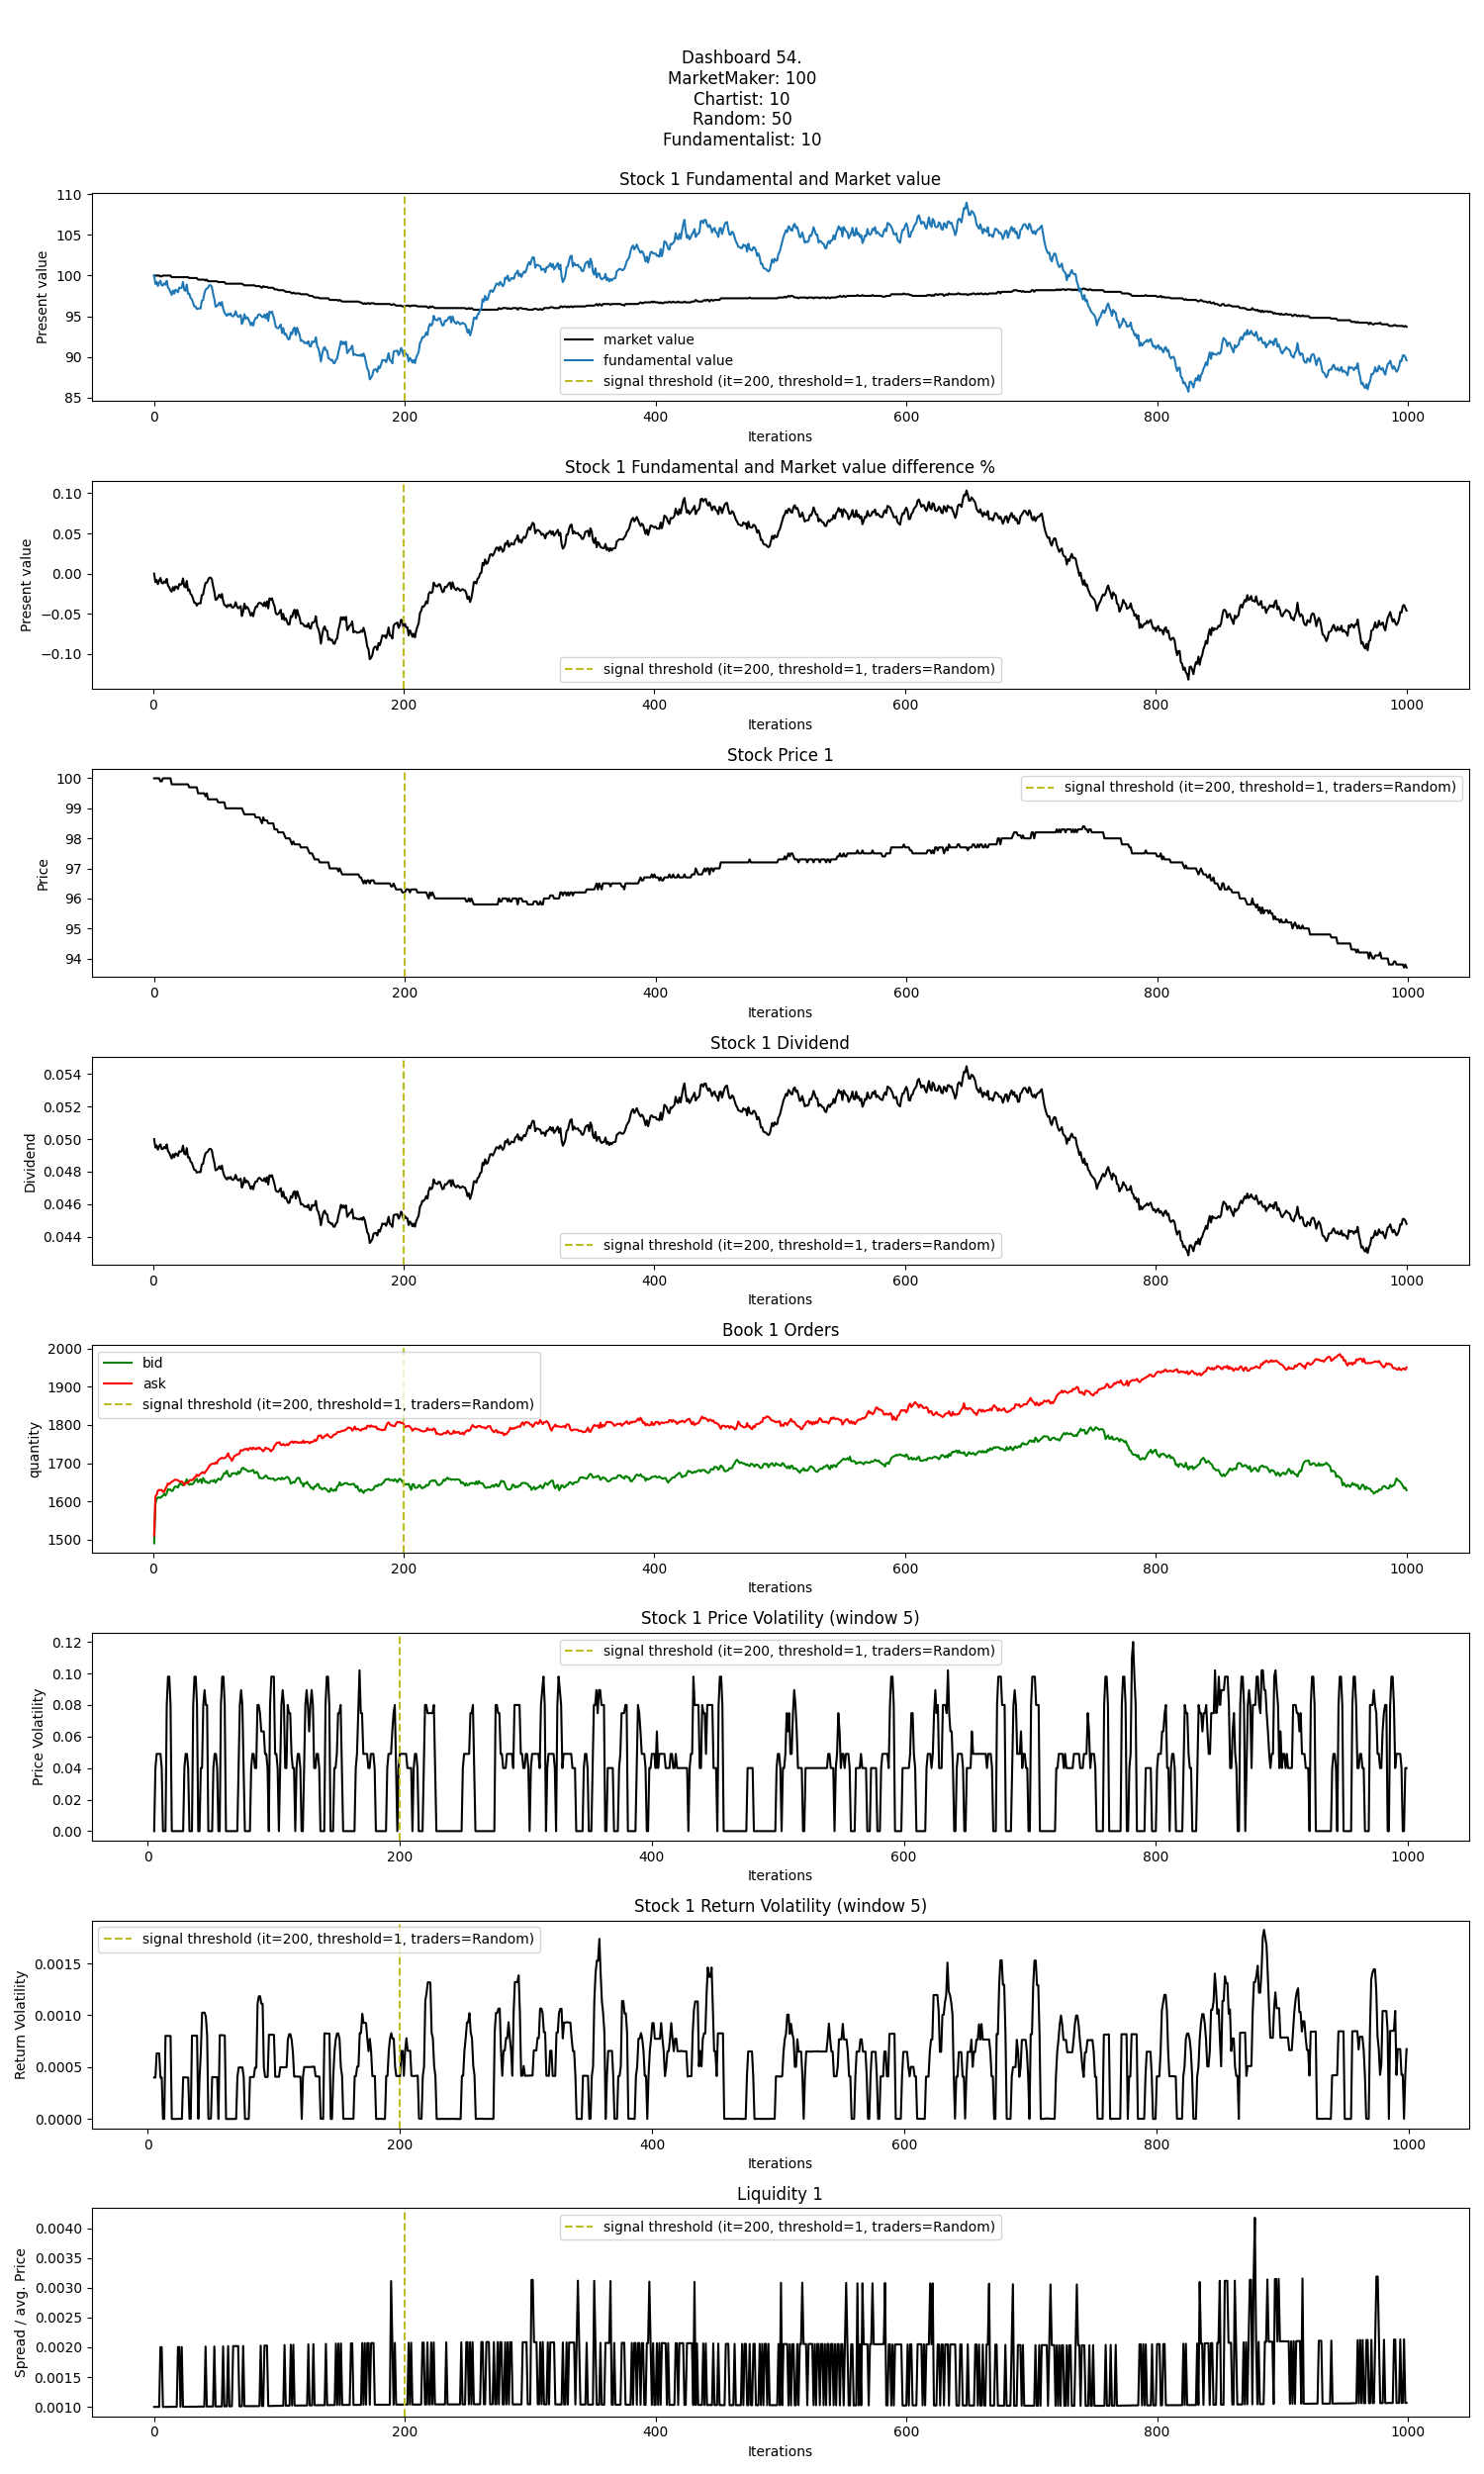 Dashboard 54.
MarketMaker: 100
Chartist: 10
Random: 50
Fundamentalist: 10
Stock 1 Fundamental and Market value
Present value
110
105
100
95
90
85
market value
fundamental value
signal threshold (it=200, threshold=1, traders=Random)
0 200 400 600 800 1000
Iterations
Stock 1 Fundamental and Market value difference %
Present value
0.10
0.05
0.00
−0.05
−0.10
signal threshold (it=200, threshold=1, traders=Random)
0 200 400 600 800 1000
Iterations
Stock Price 1
Price
100
99
98
97
96
95
94
signal threshold (it=200, threshold=1, traders=Random)
0 200 400 600 800 1000
Iterations
Stock 1 Dividend
Dividend
0.054
0.052
0.050
0.048
0.046
0.044
signal threshold (it=200, threshold=1, traders=Random)
0 200 400 600 800 1000
Iterations
Book 1 Orders
quantity
2000
1900
1800
1700
1600
1500
bid
ask
signal threshold (it=200, threshold=1, traders=Random)
0 200 400 600 800 1000
Iterations
Stock 1 Price Volatility (window 5)
Price Volatility
0.12
0.10
0.08
0.06
0.04
0.02
0.00
signal threshold (it=200, threshold=1, traders=Random)
0 200 400 600 800 1000
Iterations
Stock 1 Return Volatility (window 5)
Return Volatility
0.0015
0.0010
0.0005
0.0000
signal threshold (it=200, threshold=1, traders=Random)
0 200 400 600 800 1000
Iterations
Liquidity 1
Spread / avg. Price
0.0040
0.0035
0.0030
0.0025
0.0020
0.0015
0.0010
signal threshold (it=200, threshold=1, traders=Random)
0 200 400 600 800 1000
Iterations